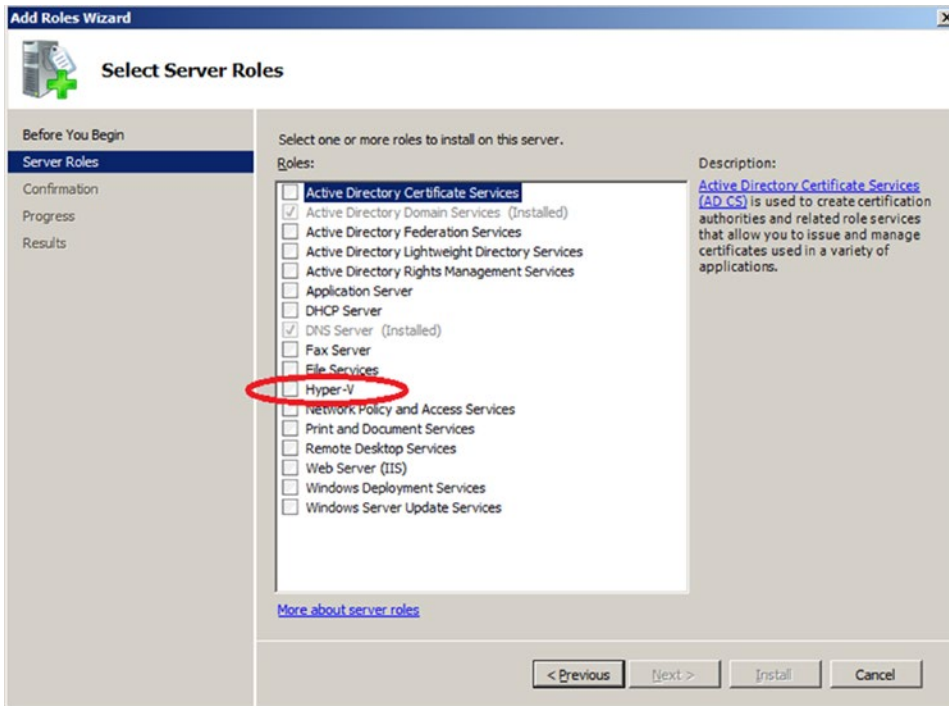 Add Roles Wizard
Select Server Roles
Before You Begin
Server Roles
Confirmation
Progress
Results
Select one or more roles to install on this server.
Roles:
Active Directory Certificate Services
Active Directory Domain Services (Installed)
Active Directory Federation Services
Active Directory Lightweight Directory Services
Active Directory Rights Management Services
Application Server
DHCP Server
DNS Server (Installed)
Fax Server
File Services
Hyper-V
Network Policy and Access Services
Print and Document Services
Remote Desktop Services
Web Server (IIS)
Windows Deployment Services
Windows Server Update Services
More about server roles
Description:
Active Directory Certificate Services
(AD CS) is used to create certification
authorities and related role services
that allow you to issue and manage
certificates used in a variety of
applications.
< Previous
Next >
Install
Cancel